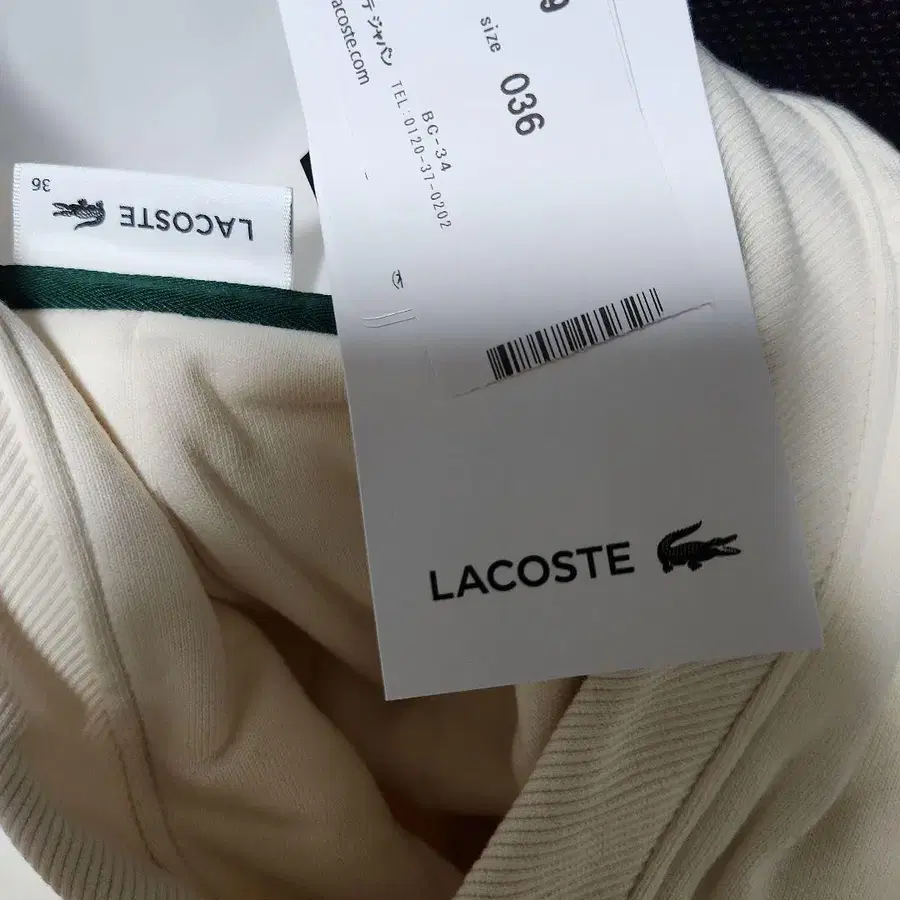 テ ジャパン
acoste.com
BC-34
TEL:0120-37-0202
9
size
036
LACOSTE
LACOSTE
36